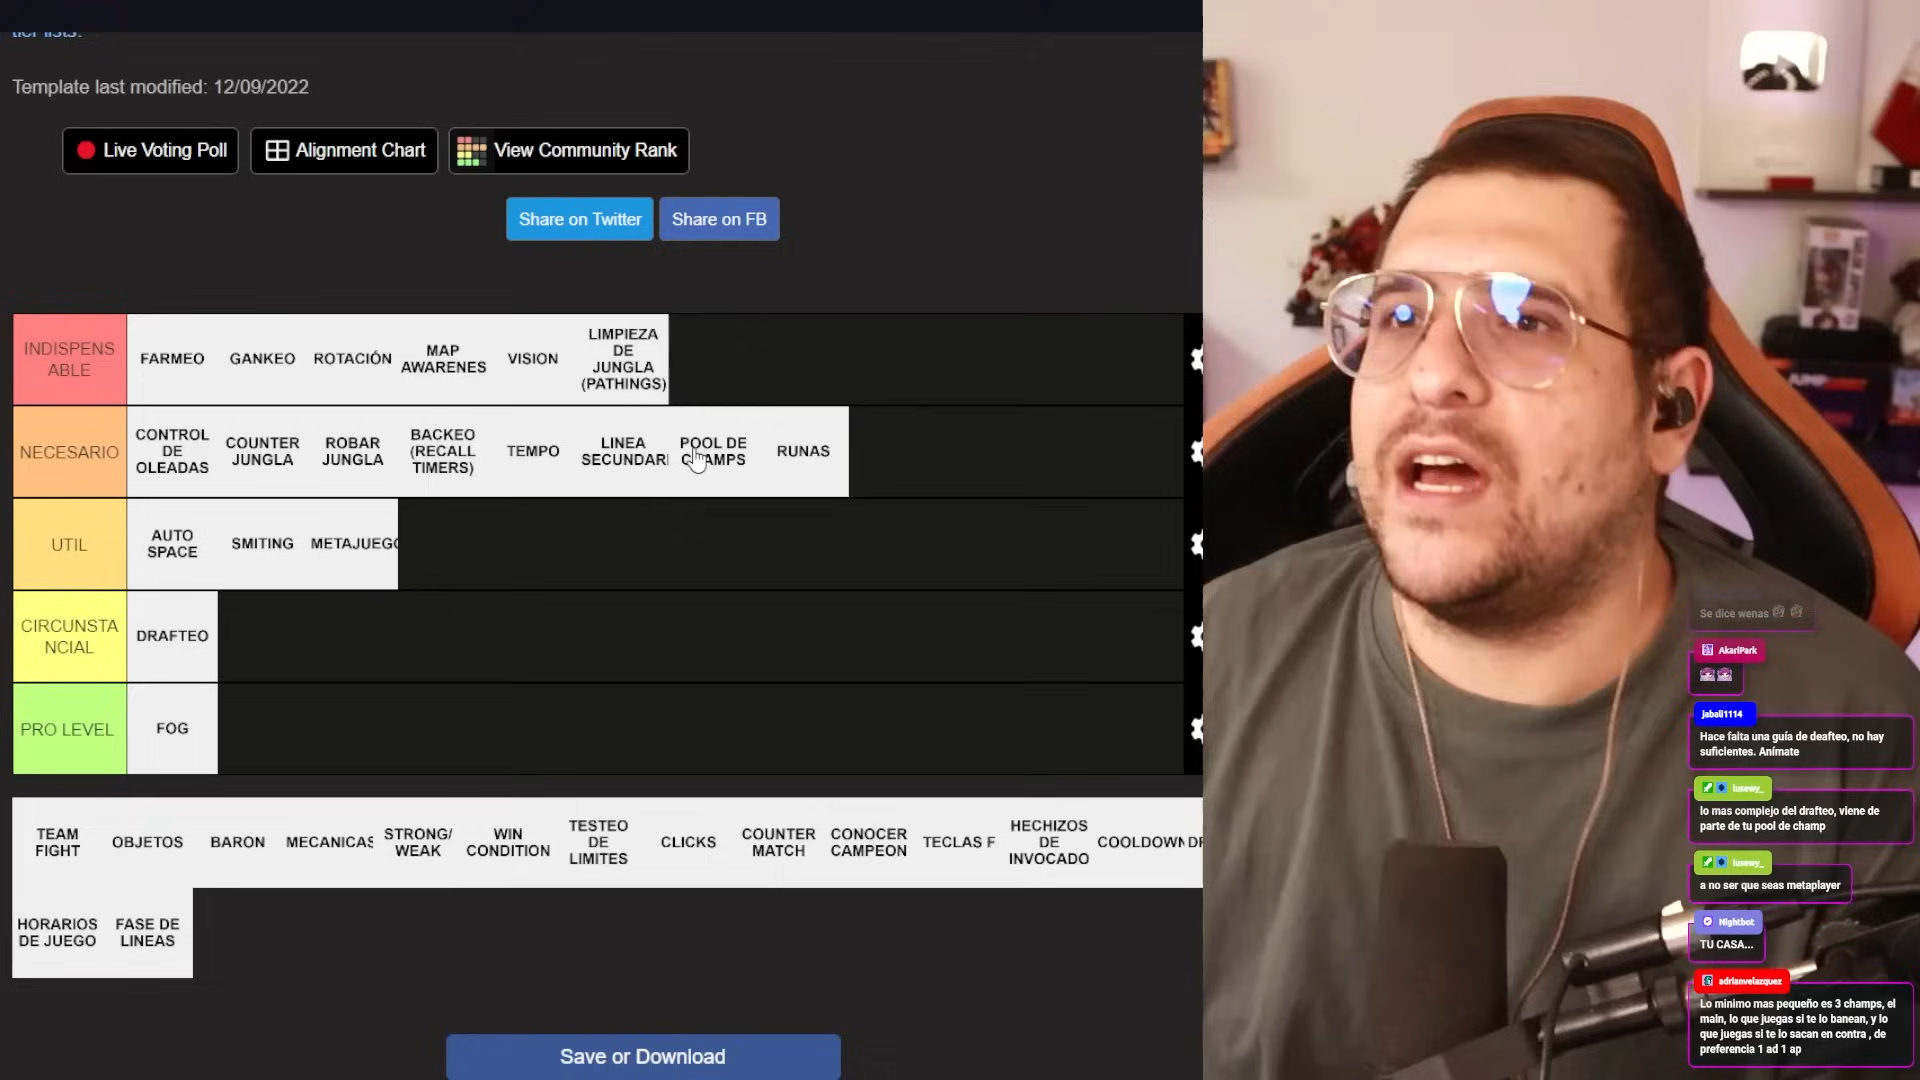 tier lists.
Template last modified: 12/09/2022
Live Voting Poll
Alignment Chart
View Community Rank
Share on Twitter
Share on FB
INDISPENS
ABLE
FARMEO
GANKEO
ROTACIÓN
MAP
AWARENES
VISION
LIMPIEZA
DE
JUNGLA
(PATHINGS)
NECESARIO
CONTROL
DE
OLEADAS
COUNTER
JUNGLA
ROBAR
JUNGLA
BACKEO
(RECALL
TIMERS)
TEMPO
LINEA
SECUNDARI
POOL DE
CHAMPS
RUNAS
UTIL
AUTO
SPACE
SMITING
METAJUEGO
CIRCUNSTA
NCIAL
DRAFTEO
PRO LEVEL
FOG
TEAM
FIGHT
OBJETOS
BARON
MECANICAS
STRONG/
WEAK
WIN
CONDITION
TESTEO
DE
LIMITES
CLICKS
COUNTER
MATCH
CONOCER
CAMPEON
TECLAS F
HECHIZOS
DE
INVOCADO
COOLDOWN
HORARIOS
DE JUEGO
FASE DE
LINEAS
Save or Download
Se dice wenas
AkariPark
jabali1114
Hace falta una guía de deafteo, no hay
suficientes. Anímate
lusewy_
lo mas complejo del drafteo, viene de
parte de tu pool de champ
lusewy_
a no ser que seas metaplayer
Nightbot
TU CASA...
adrianvelazquez
Lo minimo mas pequeño es 3 champs, el
main, lo que juegas si te lo banean, y lo
que juegas si te lo sacan en contra , de
preferencia 1 ad 1 ap